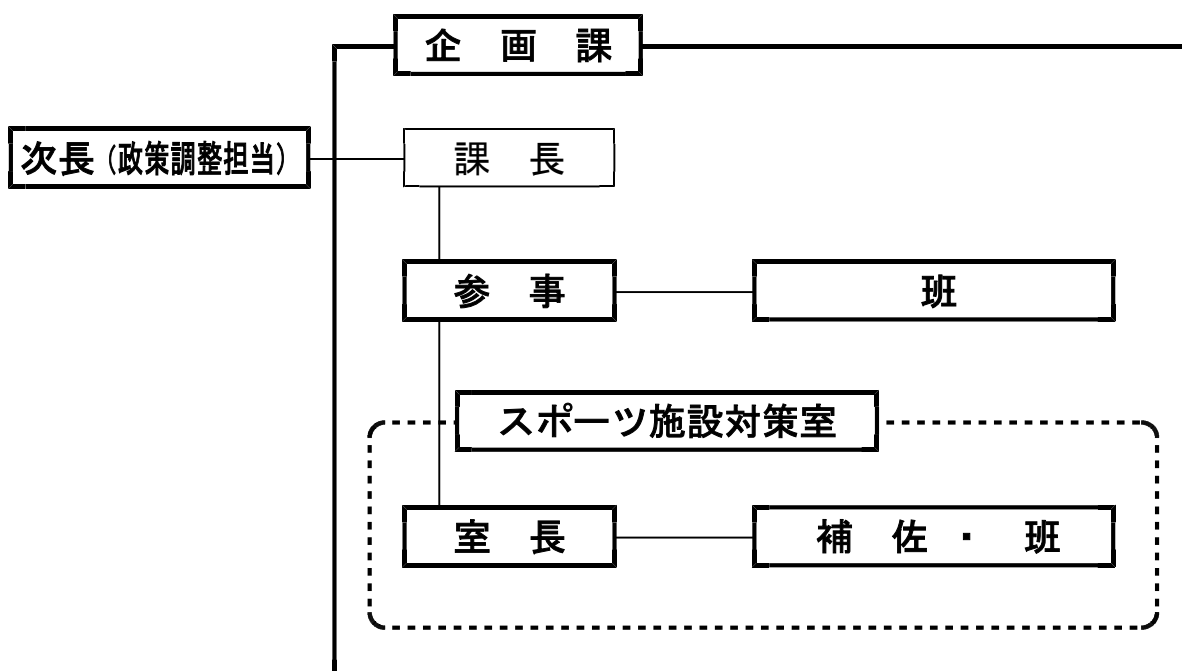 企　画　課
次長（政策調整担当）
課　長
参　事
班
スポーツ施設対策室
室　長
補　佐　・　班